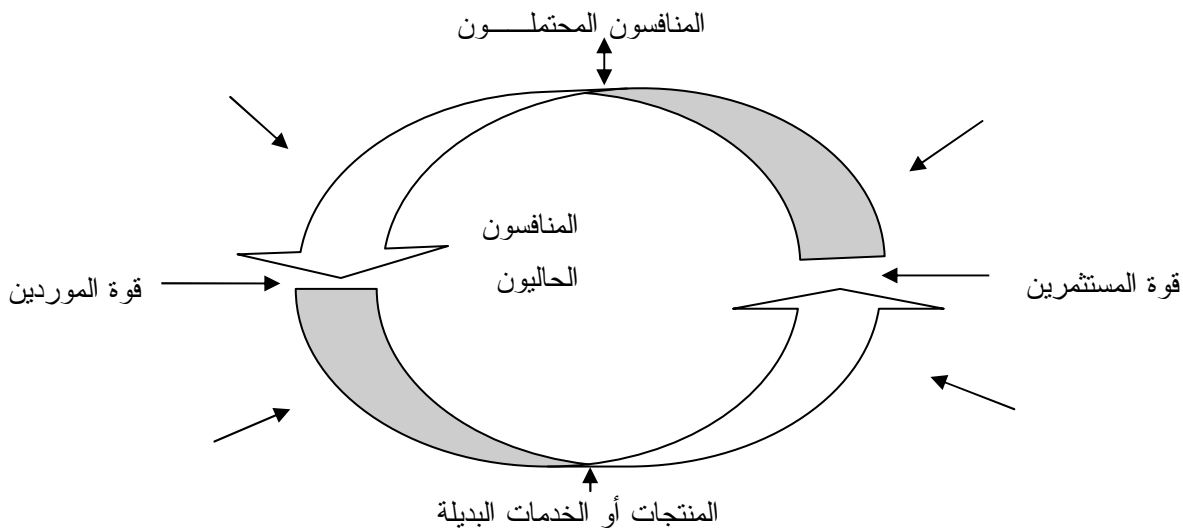 المنافسون المحتملـــــون
المنافسون
الحاليون
قوة المستثمرين
قوة الموردين
المنتجات أو الخدمات البديلة